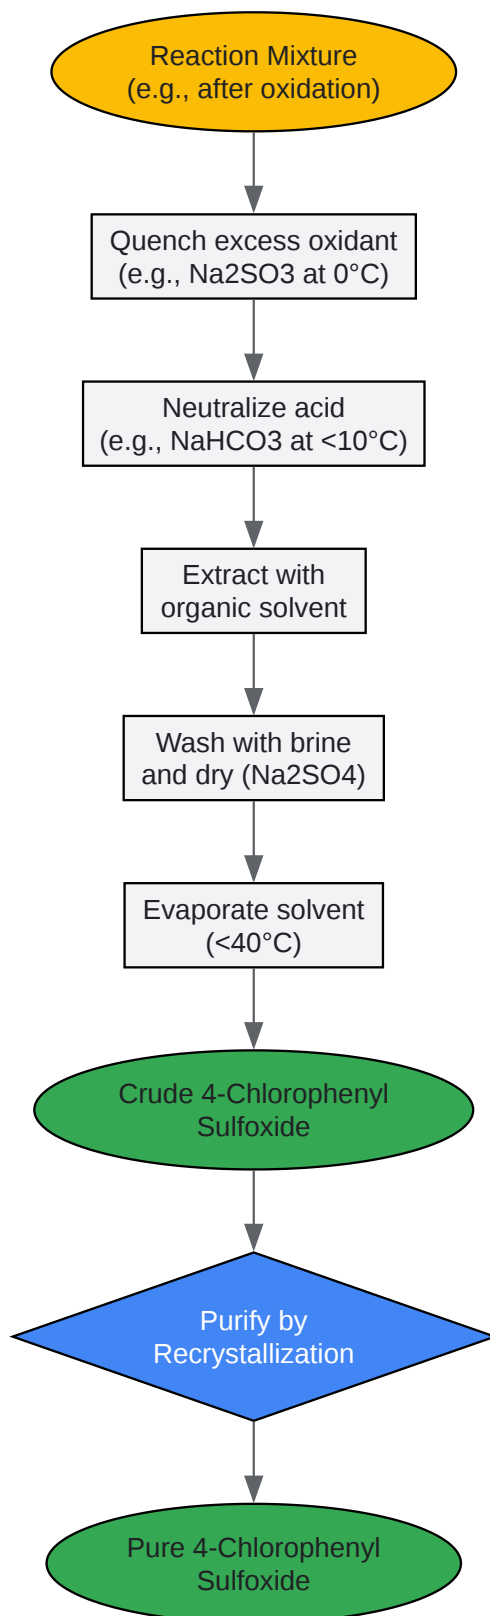 Reaction Mixture
(e.g., after oxidation)
Quench excess oxidant
(e.g., Na2SO3 at 0°C)
Neutralize acid
(e.g., NaHCO3 at <10°C)
Extract with
organic solvent
Wash with brine
and dry (Na2SO4)
Evaporate solvent
(<40°C)
Crude 4-Chlorophenyl
Sulfoxide
Purify by
Recrystallization
Pure 4-Chlorophenyl
Sulfoxide